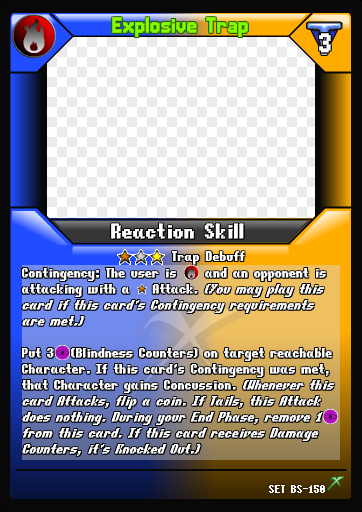 Explosive Trap
3
Reaction Skill
Trap Debuff
Contingency: The user is and an opponent is
attacking with a Attack. (You may play this
card if this card's Contingency requirements
are met.)
Put 3 (Blindness Counters) on target reachable
Character. If this card's Contingency was met,
that Character gains Concussion. (Whenever this
card Attacks, flip a coin. If Tails, this Attack
does nothing. During your End Phase, remove 1
from this card. If this card receives Damage
Counters, it's Knocked Out.)
SET BS-150